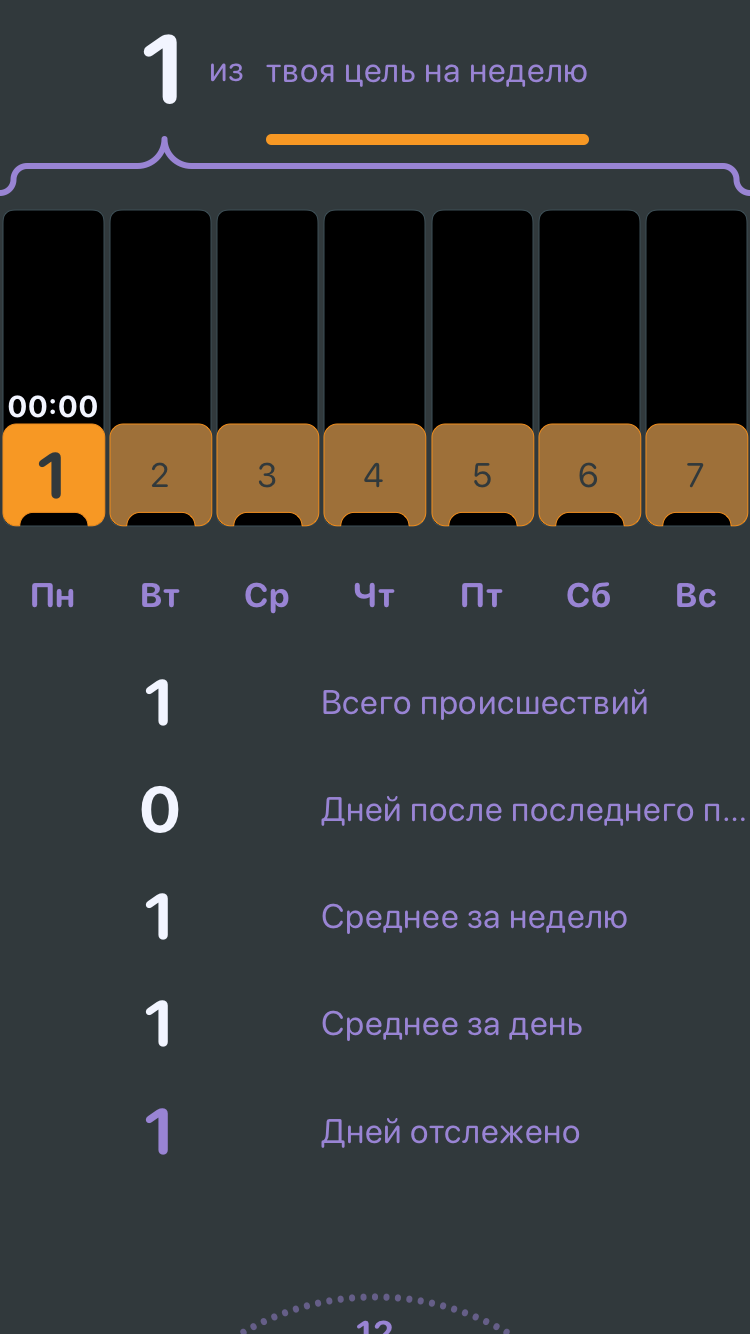 1 из твоя цель на неделю
00:00
1 2 3 4 5 6 7
Пн Вт Ср Чт Пт Сб Вс
1 Всего происшествий
0 Дней после последнего п...
1 Среднее за неделю
1 Среднее за день
1 Дней отслежено
12